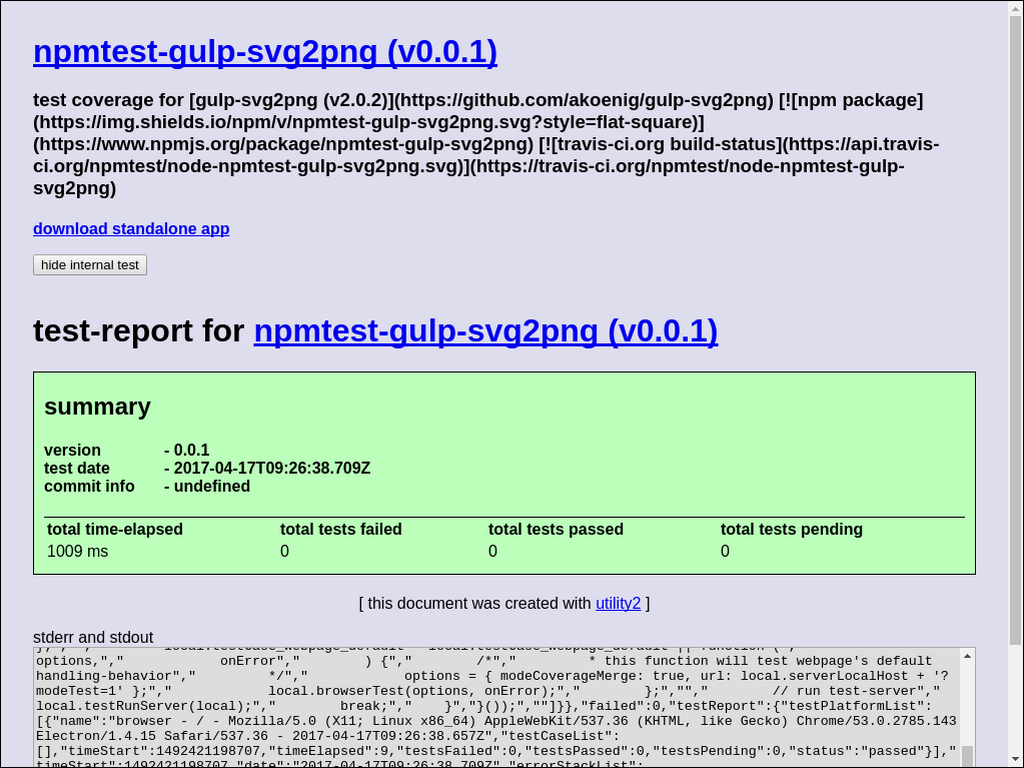 npmtest-gulp-svg2png (v0.0.1)
test coverage for [gulp-svg2png (v2.0.2)](https://github.com/akoenig/gulp-svg2png) [![npm package]
(https://img.shields.io/npm/v/npmtest-gulp-svg2png.svg?style=flat-square)]
(https://www.npmjs.org/package/npmtest-gulp-svg2png) [![travis-ci.org build-status](https://api.travis-
ci.org/npmtest/node-npmtest-gulp-svg2png.svg)](https://travis-ci.org/npmtest/node-npmtest-gulp-
svg2png)
download standalone app
hide internal test
test-report for npmtest-gulp-svg2png (v0.0.1)
summary
version - 0.0.1
test date - 2017-04-17T09:26:38.709Z
commit info - undefined
total time-elapsed total tests failed total tests passed total tests pending
1009 ms 0 0 0
[ this document was created with utility2 ]
stderr and stdout
options,"," onError"," ) {"," /*"," * this function will test webpage's default
handling-behavior"," */"," options = { modeCoverageMerge: true, url: local.serverLocalHost + '?
modeTest=1' };"," local.browserTest(options, onError);"," };",""," // run test-server","
local.testRunServer(local);"," break;"," }","}());",""]}},"failed":0,"testReport":{"testPlatformList":
[{"name":"browser - / - Mozilla/5.0 (X11; Linux x86_64) AppleWebKit/537.36 (KHTML, like Gecko) Chrome/53.0.2785.143
Electron/1.4.15 Safari/537.36 - 2017-04-17T09:26:38.657Z","testCaseList":
[],"timeStart":1492421198707,"timeElapsed":9,"testsFailed":0,"testsPassed":0,"testsPending":0,"status":"passed"}],"
timeStart":1492421198707,"date":"2017-04-17T09:26:38.709Z","errorStackList":